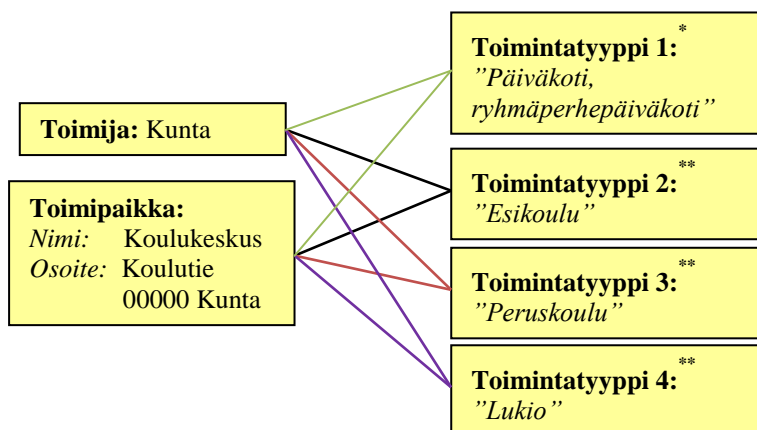 Toimija: Kunta
Toimipaikka:
Nimi: Koulukeskus
Osoite: Koulutie
00000 Kunta
Toimintatyyppi 1:*
”Päiväkoti,
ryhmäperhepäiväkoti”
Toimintatyyppi 2:**
”Esikoulu”
Toimintatyyppi 3:**
”Peruskoulu”
Toimintatyyppi 4:**
”Lukio”